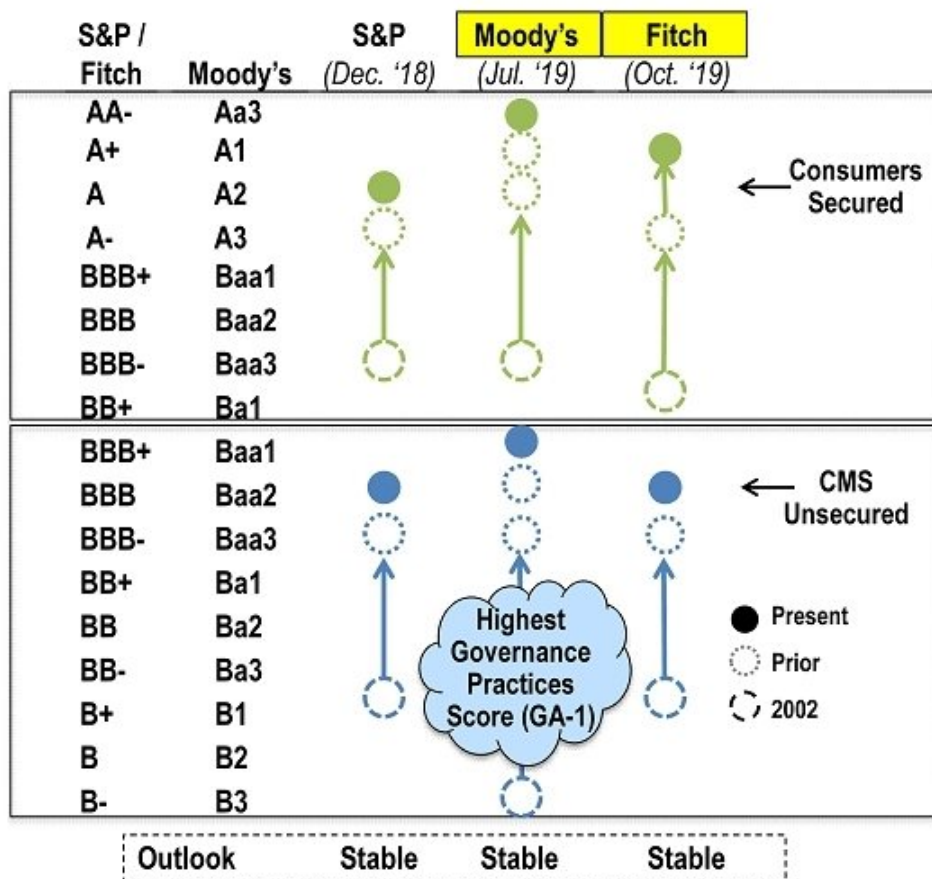 S&P / S&P Moody’s Fitch
Fitch Moody’s (Dec. ‘18) (Jul. ‘19) (Oct. ‘19)
AA- Aa3
A+ A1
Consumers
A A2
Secured
A- A3
BBB+ Baa1
BBB Baa2
BBB- Baa3
BB+ Ba1
BBB+ Baa1
BBB Baa2 CMS
Unsecured
BBB- Baa3
BB+ Ba1
Highest
Present
BB Ba2
Governance
Prior
BB- Ba3
Practices
Score (GA-1)
B+ B1 2002
B B2
B- B3
Outlook Stable Stable Stable